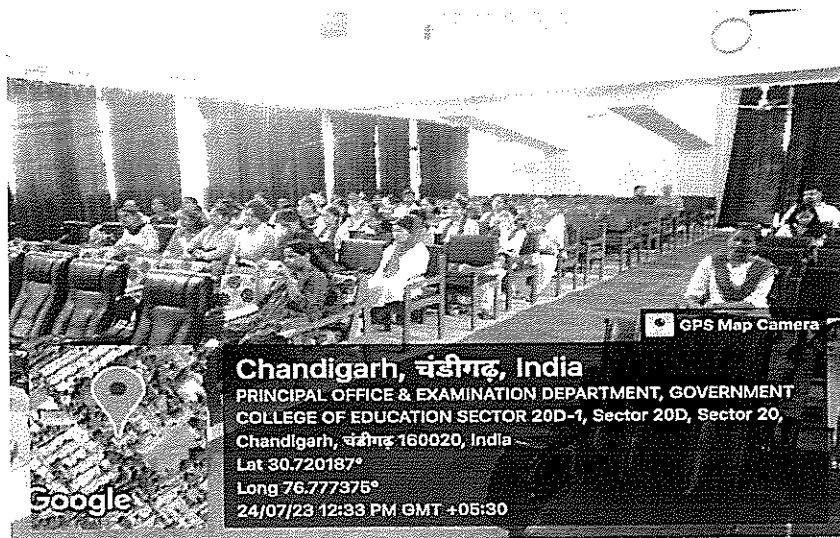 GPS Map Camera
Chandigarh, चंडीगढ़, India
PRINCIPAL OFFICE & EXAMINATION DEPARTMENT, GOVERNMENT
COLLEGE OF EDUCATION SECTOR 20D-1, Sector 20D, Sector 20,
Chandigarh, चंडीगढ़ 160020, India
Lat 30.720187°
Long 76.777375°
24/07/23 12:33 PM GMT +05:30
Google